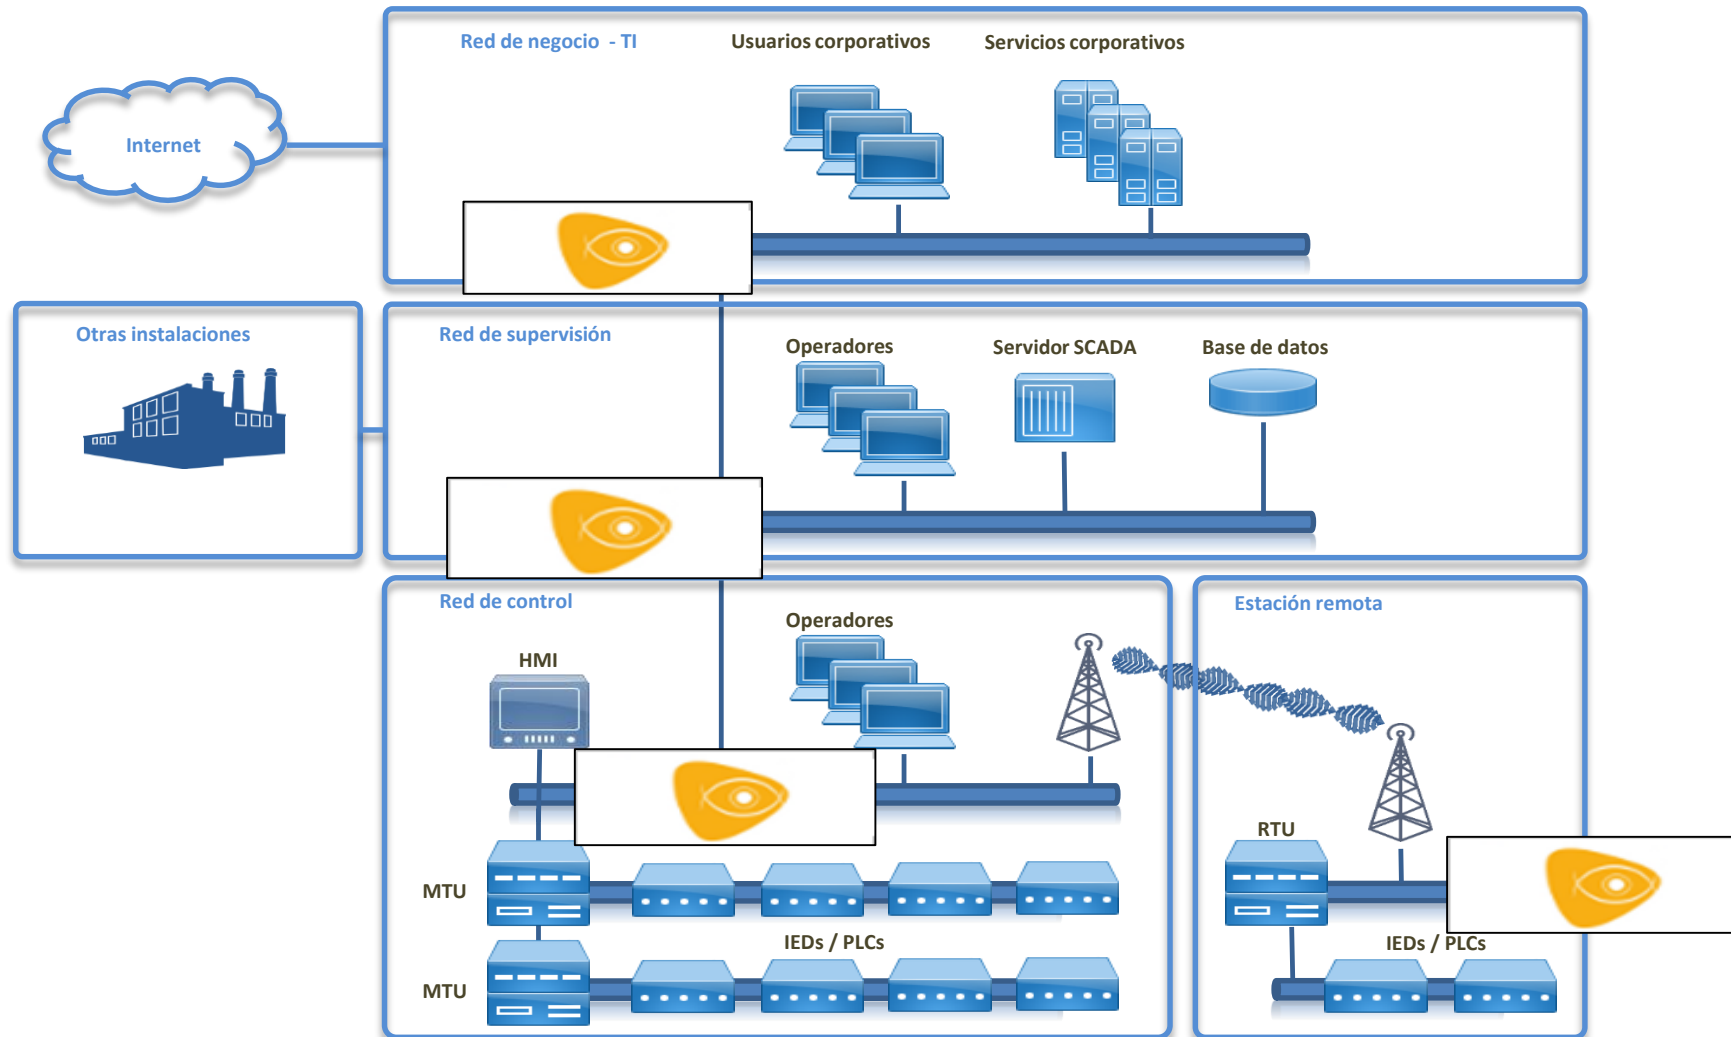 Red de negocio - TI
Usuarios corporativos
Servicios corporativos
Internet
Otras instalaciones
Red de supervisión
Operadores
Servidor SCADA
Base de datos
Red de control
Estación remota
Operadores
HMI
RTU
MTU
IEDs / PLCs
IEDs / PLCs
MTU